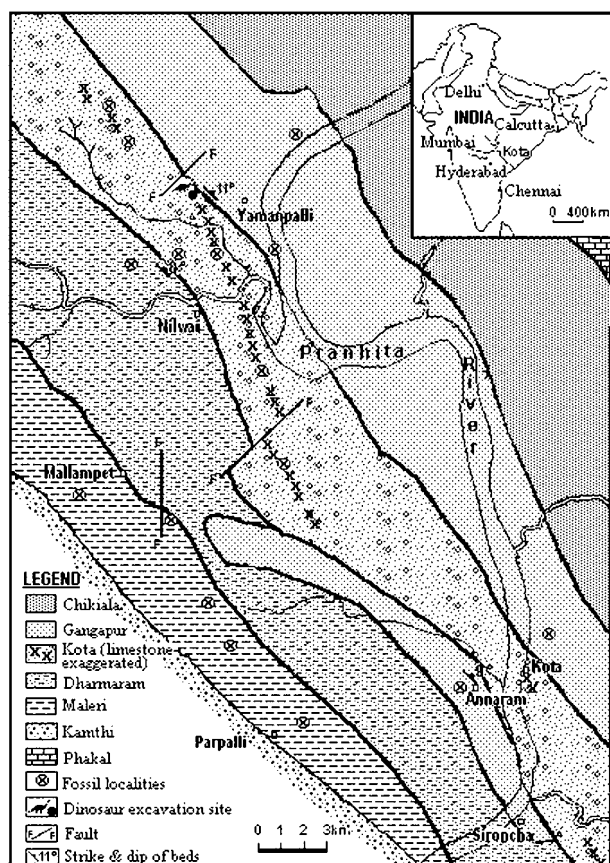 Delhi
INDIA
Calcutta
Mumbai
Kota
Hyderabad
Chennai
0 400km
F
F
11°
Yamanpalli
Nilwai
Pranhita
River
F
F
F
Mallampet
F
LEGEND
Chikiala
Gangapur
Kota (limestone exaggerated)
Dharmaram
Maleri
Kamthi
Phakal
Fossil localities
Dinosaur excavation site
F F Fault
11° Strike & dip of beds
Kota
Annaram
Parpalli
Sironcha
0 1 2 3km